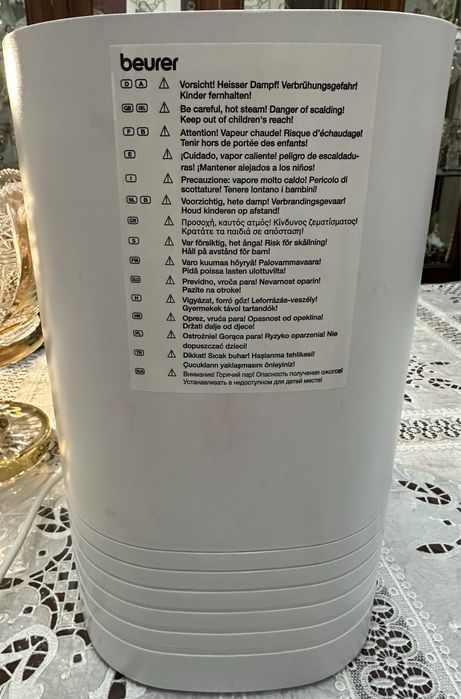 beurer
D A Vorsicht! Heisser Dampf! Verbrühungsgefahr!
Kinder fernhalten!
GB IRL Be careful, hot steam! Danger of scalding!
Keep out of children's reach!
F B Attention! Vapeur chaude! Risque d'échaudage!
Tenir hors de portée des enfants!
E ¡Cuidado, vapor caliente! peligro de escaldadu-
ras! ¡Mantener alejados a los niños!
I Precauzione: vapore molto caldo! Pericolo di
scottature! Tenere lontano i bambini!
NL B Voorzichtig, hete damp! Verbrandingsgevaar!
Houd kinderen op afstand!
GR Προσοχή, καυτός ατμός! Κίνδυνος ζεματίσματος!
Κρατάτε τα παιδιά σε απόσταση!
S Var försiktig, het ånga! Risk för skållning!
Håll på avstånd för barn!
FIN Varo kuumaa höyryä! Palovammavaara!
Pidä poissa lasten ulottuvilta!
SLO Previdno, vroča para! Nevarnost oparin!
Pazite na otroke!
H Vigyázat, forró gőz! Leforrázás-veszély!
Gyermekek távol tartandók!
HR Oprez, vruća para! Opasnost od opeklina!
Držati dalje od djece!
PL Ostrożnie! Gorąca para! Ryzyko oparzenia! Nie
dopuszczać dzieci!
TR Dikkat! Sıcak buhar! Haşlanma tehlikesi!
Çucukların yaklaşmasını önleyiniz!
RUS Внимание! Горячий пар! Опасность получения ожогов!
Устанавливать в недоступном для детей месте!